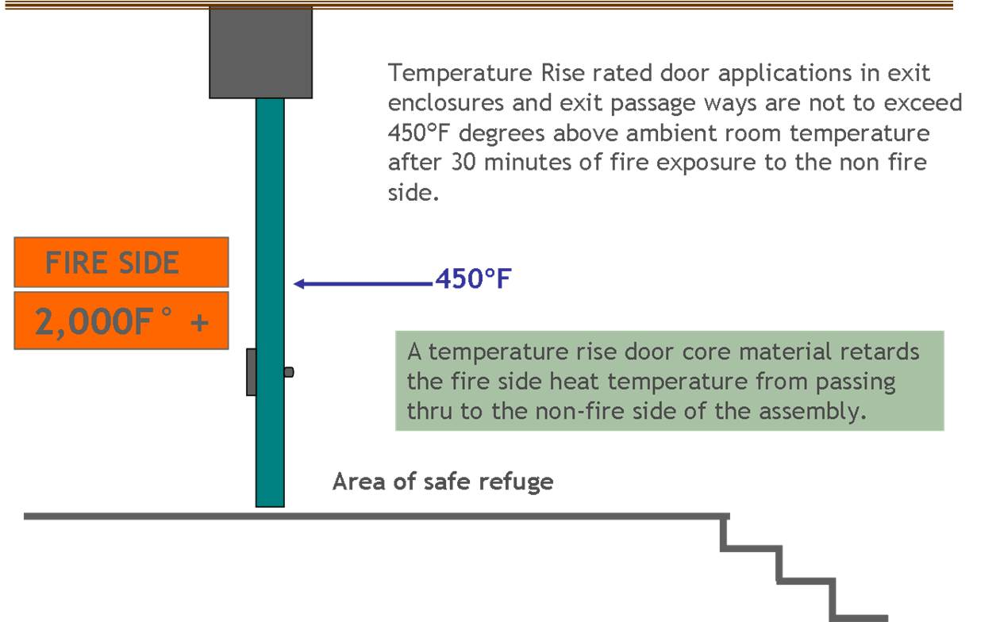 Temperature Rise rated door applications in exit
enclosures and exit passage ways are not to exceed
450°F degrees above ambient room temperature
after 30 minutes of fire exposure to the non fire
side.
FIRE SIDE
2,000F° +
450°F
A temperature rise door core material retards
the fire side heat temperature from passing
thru to the non-fire side of the assembly.
Area of safe refuge